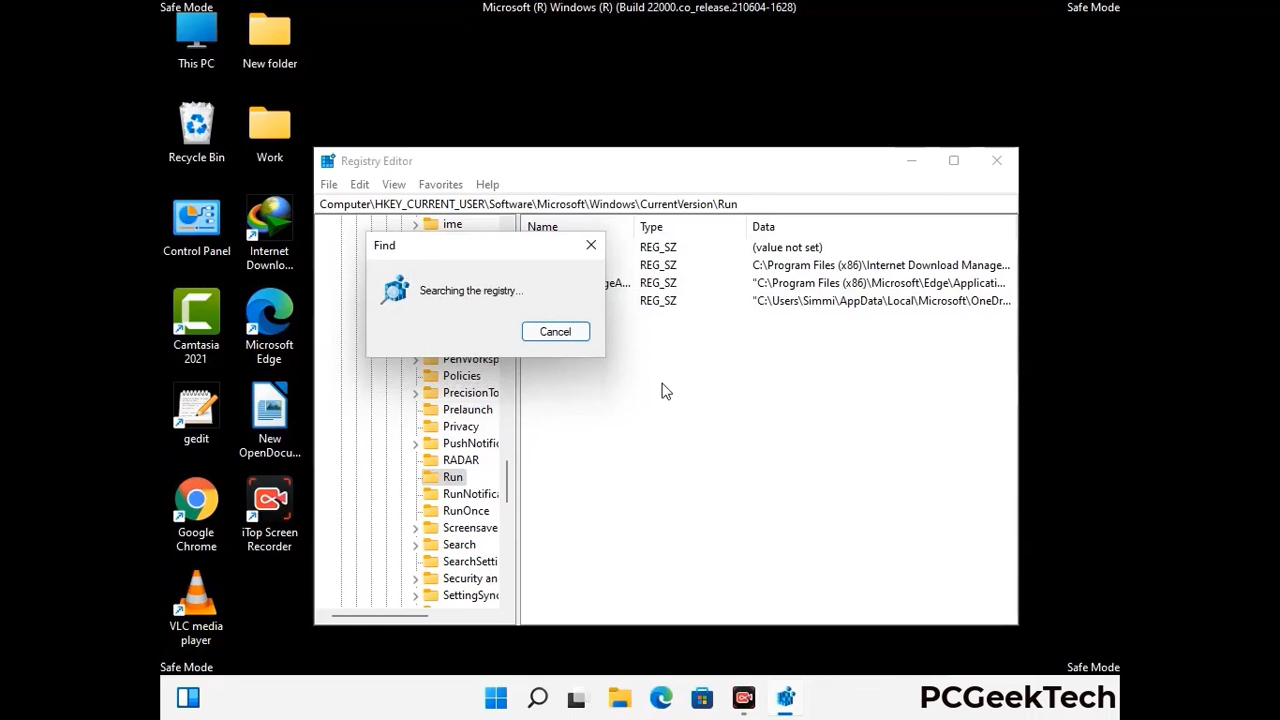 Safe Mode
Microsoft (R) Windows (R) (Build 22000.co_release.210604-1628)
Safe Mode
This PC
New folder
Recycle Bin
Work
Control Panel
Internet
Downlo...
Camtasia
2021
Microsoft
Edge
gedit
New
OpenDocu...
Google
Chrome
iTop Screen
Recorder
VLC media
player
Registry Editor
File Edit View Favorites Help
Computer\HKEY_CURRENT_USER\Software\Microsoft\Windows\CurrentVersion\Run
ime
PenWorksp
Policies
PrecisionTo
Prelaunch
Privacy
PushNotific
RADAR
Run
RunNotifica
RunOnce
Screensave
Search
SearchSetti
Security an
SettingSync
Name Type Data
REG_SZ (value not set)
REG_SZ C:\Program Files (x86)\Internet Download Manage...
geA... REG_SZ "C:\Program Files (x86)\Microsoft\Edge\Applicati...
REG_SZ "C:\Users\Simmi\AppData\Local\Microsoft\OneDr...
Find
Searching the registry...
Cancel
Safe Mode
Safe Mode
PCGeekTech